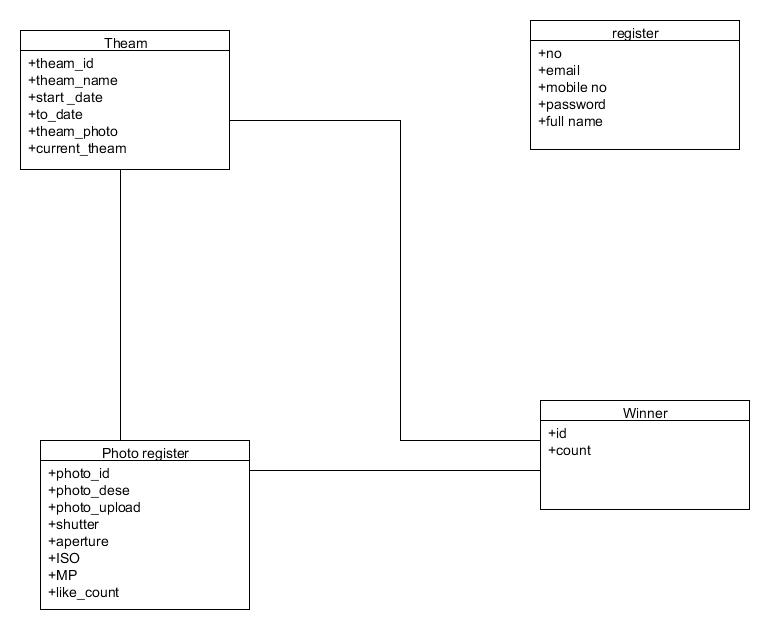 Theam
+theam_id
+theam_name
+start _date
+to_date
+theam_photo
+current_theam
register
+no
+email
+mobile no
+password
+full name
Photo register
+photo_id
+photo_dese
+photo_upload
+shutter
+aperture
+ISO
+MP
+like_count
Winner
+id
+count